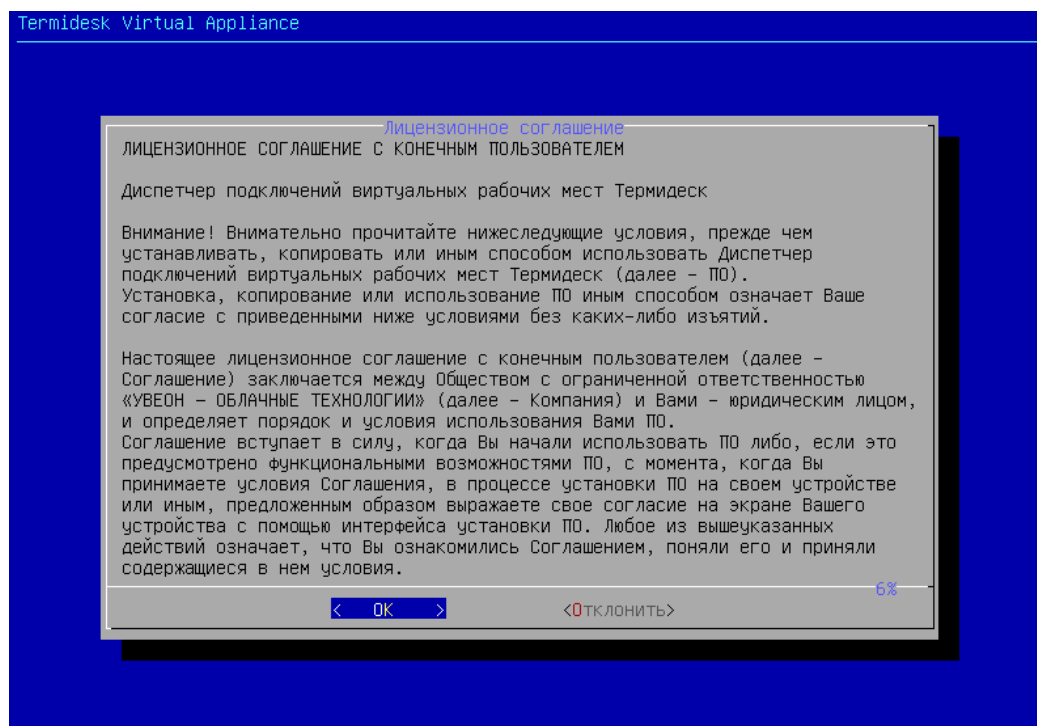 Termidesk Virtual Appliance
Лицензионное соглашение
ЛИЦЕНЗИОННОЕ СОГЛАШЕНИЕ С КОНЕЧНЫМ ПОЛЬЗОВАТЕЛЕМ
Диспетчер подключений виртуальных рабочих мест Термидеск
Внимание! Внимательно прочитайте нижеследующие условия, прежде чем
устанавливать, копировать или иным способом использовать Диспетчер
подключений виртуальных рабочих мест Термидеск (далее – ПО).
Установка, копирование или использование ПО иным способом означает Ваше
согласие с приведенными ниже условиями без каких-либо изъятий.
Настоящее лицензионное соглашение с конечным пользователем (далее –
Соглашение) заключается между Обществом с ограниченной ответственностью
«УВЕОН – ОБЛАЧНЫЕ ТЕХНОЛОГИИ» (далее – Компания) и Вами – юридическим лицом,
и определяет порядок и условия использования Вами ПО.
Соглашение вступает в силу, когда Вы начали использовать ПО либо, если это
предусмотрено функциональными возможностями ПО, с момента, когда Вы
принимаете условия Соглашения, в процессе установки ПО на своем устройстве
или иным, предложенным образом выражаете свое согласие на экране Вашего
устройства с помощью интерфейса установки ПО. Любое из вышеуказанных
действий означает, что Вы ознакомились Соглашением, поняли его и приняли
содержащиеся в нем условия.
6%
< OK > <Отклонить>